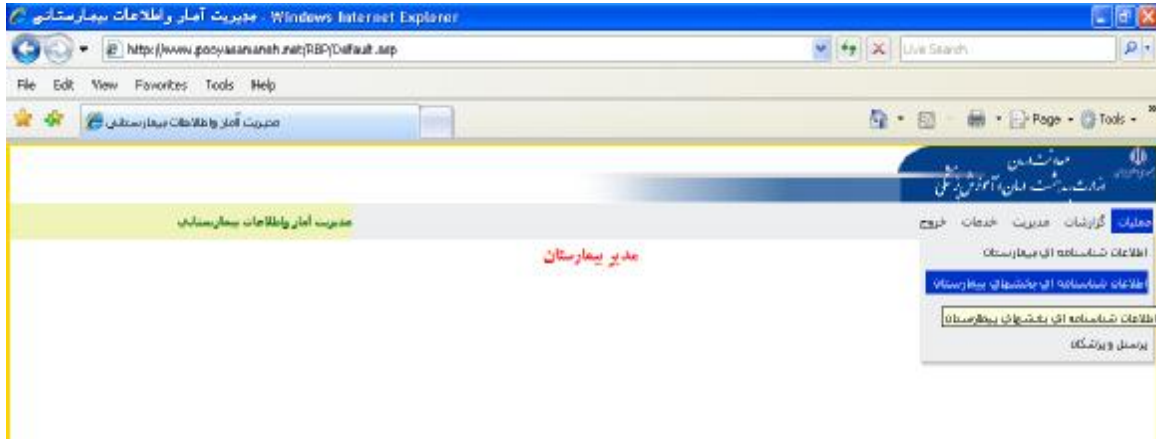 مدیریت آمار و اطلاعات بیمارستانی - Windows Internet Explorer
http://www.pooyasamaneh.net/RBP/Default.asp
Live Search
File Edit View Favorites Tools Help
مدیریت آمار واطلاعات بیمارستانی
Page Tools
معاونت درمان
وزارت بهداشت، درمان و آموزش پزشکی
عملیات گزارشات مدیریت خدمات خروج
مدیریت آمار واطلاعات بیمارستانی
اطلاعات شناسنامه ای بیمارستان
مدیر بیمارستان
اطلاعات شناسنامه ای بخشهای بیمارستان
اطلاعات شناسنامه ای بخشهای بیمارستان
پرسنل و پزشکان